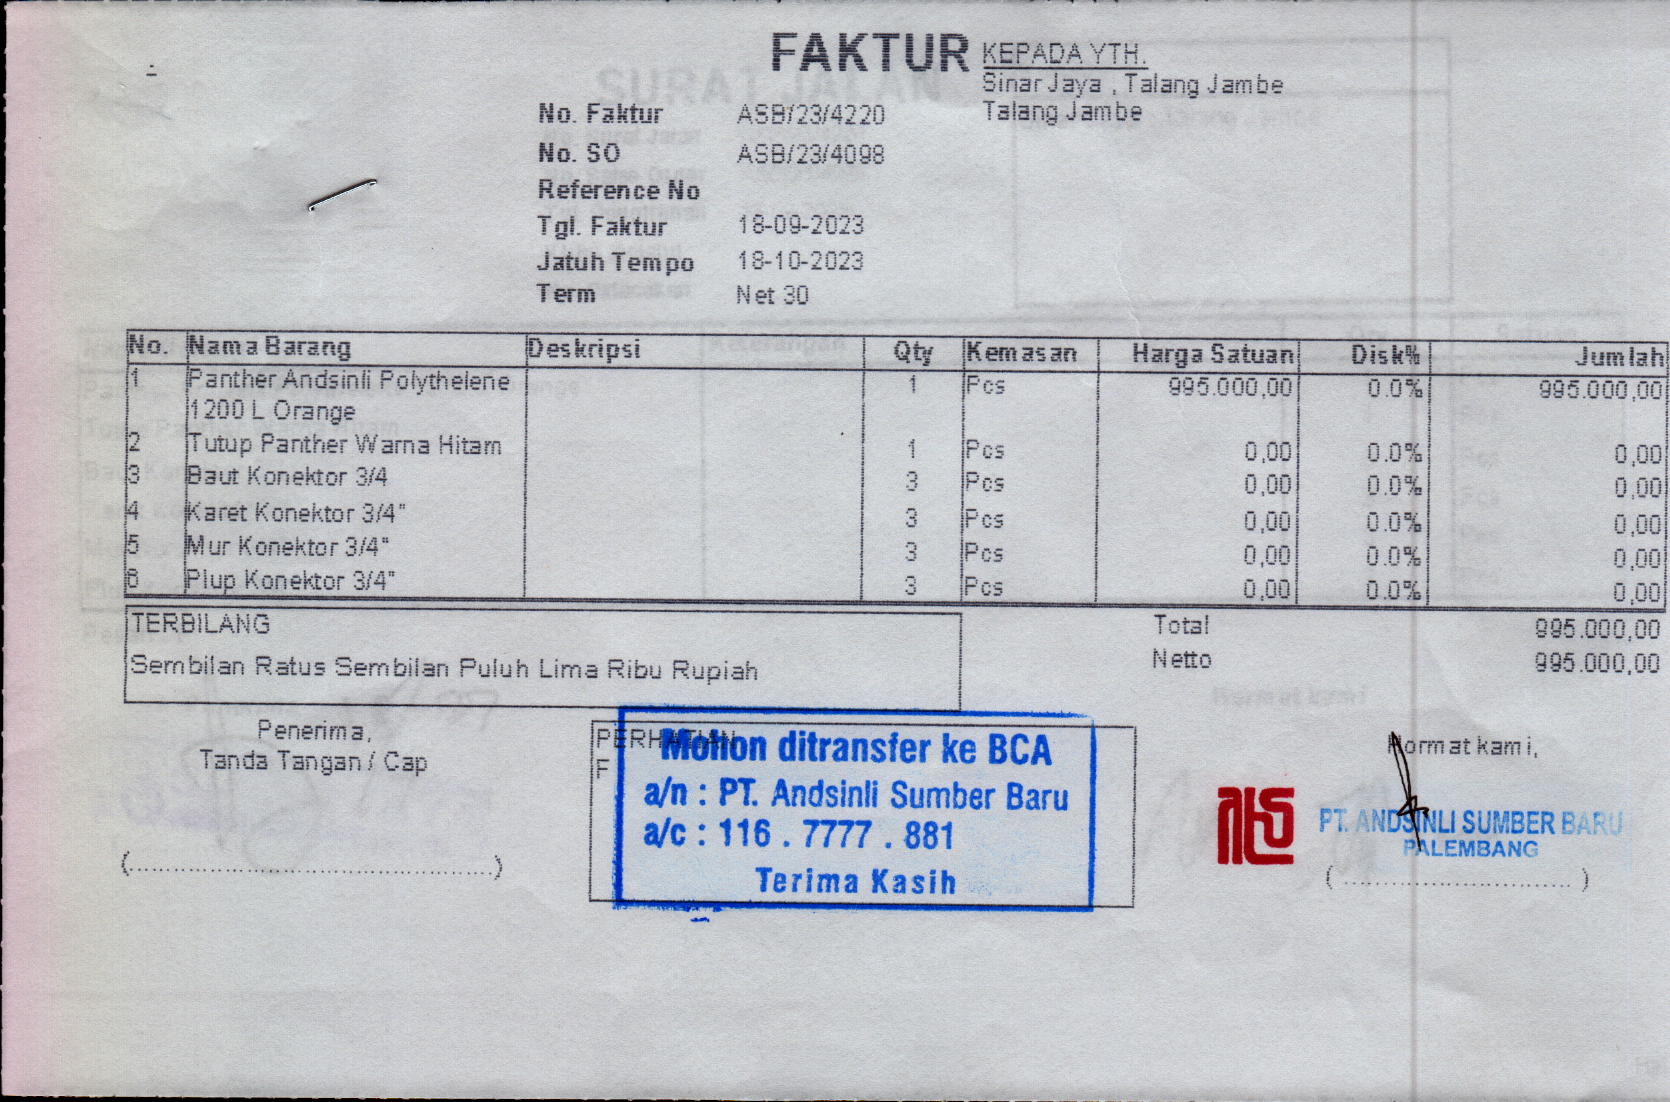 FAKTUR
KEPADA YTH.
Sinar Jaya , Talang Jambe
Talang Jambe
No. Faktur ASB/23/4220
No. SO ASB/23/4098
Reference No
Tgl. Faktur 18-09-2023
Jatuh Tempo 18-10-2023
Term Net 30
No. Nama Barang Deskripsi Qty Kemasan Harga Satuan Disk% Jumlah
1 Panther Andsinli Polythelene 1 Pcs 995.000,00 0.0% 995.000,00
1200 L Orange
2 Tutup Panther Warna Hitam 1 Pcs 0,00 0.0% 0,00
3 Baut Konektor 3/4 3 Pcs 0,00 0.0% 0,00
4 Karet Konektor 3/4" 3 Pcs 0,00 0.0% 0,00
5 Mur Konektor 3/4" 3 Pcs 0,00 0.0% 0,00
6 Plup Konektor 3/4" 3 Pcs 0,00 0.0% 0,00
TERBILANG
Sembilan Ratus Sembilan Puluh Lima Ribu Rupiah
Total 995.000,00
Netto 995.000,00
Penerima,
Tanda Tangan / Cap
(..............................................)
PERHATIAN
F
Mohon ditransfer ke BCA
a/n : PT. Andsinli Sumber Baru
a/c : 116 . 7777 . 881
Terima Kasih
Hormat kami,
PT. ANDSINLI SUMBER BARU
PALEMBANG
( ............................. )